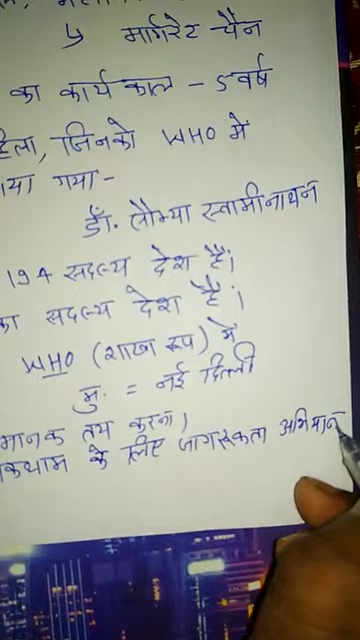 ↳ मार्गरेट चैन
का कार्यकाल - 5 वर्ष
जिनको WHO में
गया -
डॉ. सौम्या स्वामीनाथन
194 सदस्य देश हैं।
का सदस्य देश है।
WHO (शाखा रूप) में
मु. = नई दिल्ली
मानक तय करना,
के लिए जागरूकता अभियान